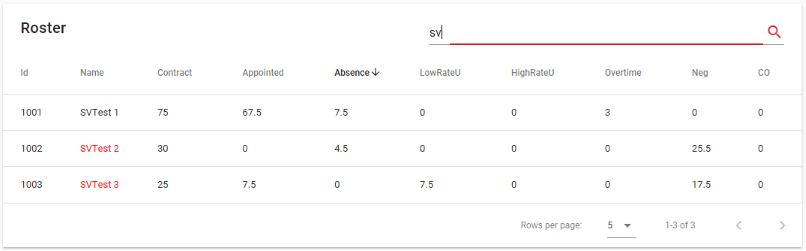 Roster
sv
Id Name Contract Appointed Absence LowRateU HighRateU Overtime Neg CO
1001 SVTest 1 75 67.5 7.5 0 0 3 0 0
1002 SVTest 2 30 0 4.5 0 0 0 25.5 0
1003 SVTest 3 25 7.5 0 7.5 0 0 17.5 0
Rows per page: 5 1-3 of 3